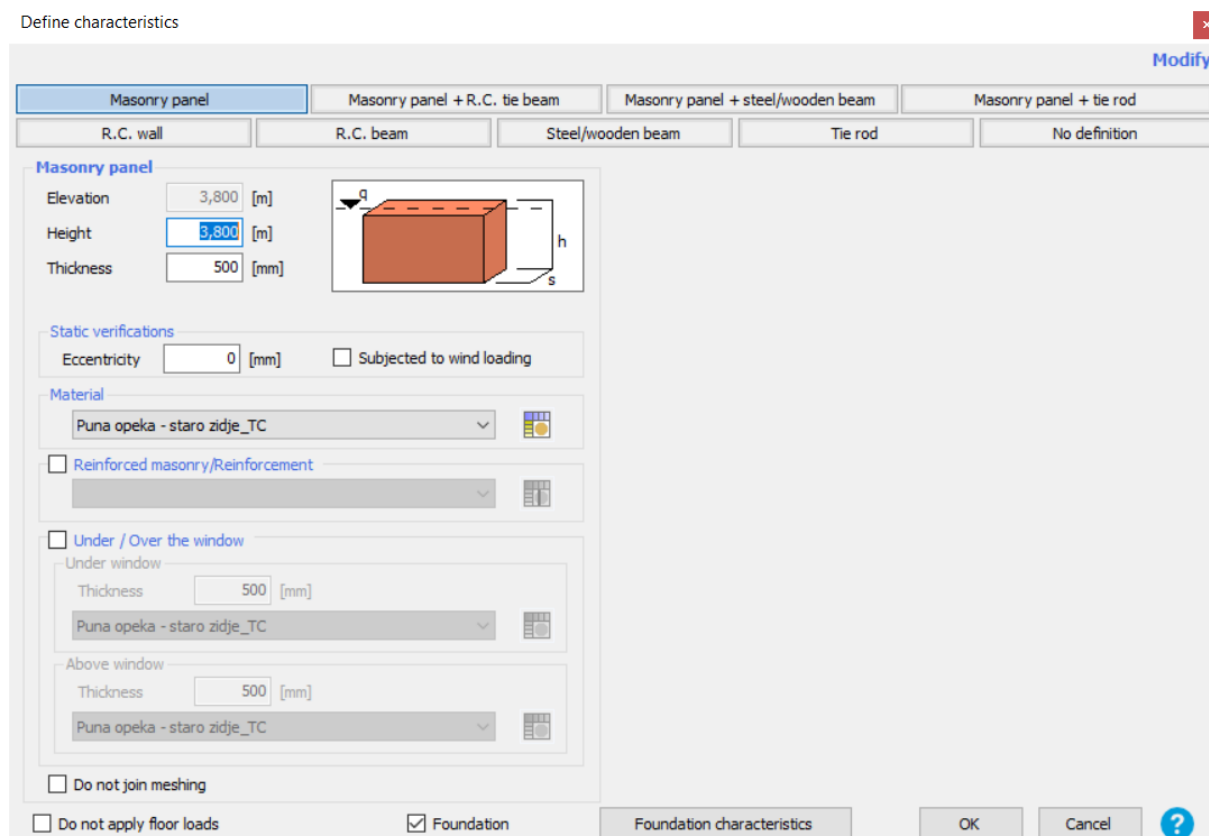 Define characteristics
×
Modify
Masonry panel Masonry panel + R.C. tie beam Masonry panel + steel/wooden beam Masonry panel + tie rod
R.C. wall R.C. beam Steel/wooden beam Tie rod No definition
Masonry panel
Elevation 3,800 [m]
Height 3,800 [m]
Thickness 500 [mm]
q
h
s
Static verifications
Eccentricity 0 [mm] Subjected to wind loading
Material
Puna opeka - staro zidje_TC
Reinforced masonry/Reinforcement
Under / Over the window
Under window
Thickness 500 [mm]
Puna opeka - staro zidje_TC
Above window
Thickness 500 [mm]
Puna opeka - staro zidje_TC
Do not join meshing
Do not apply floor loads Foundation Foundation characteristics OK Cancel ?